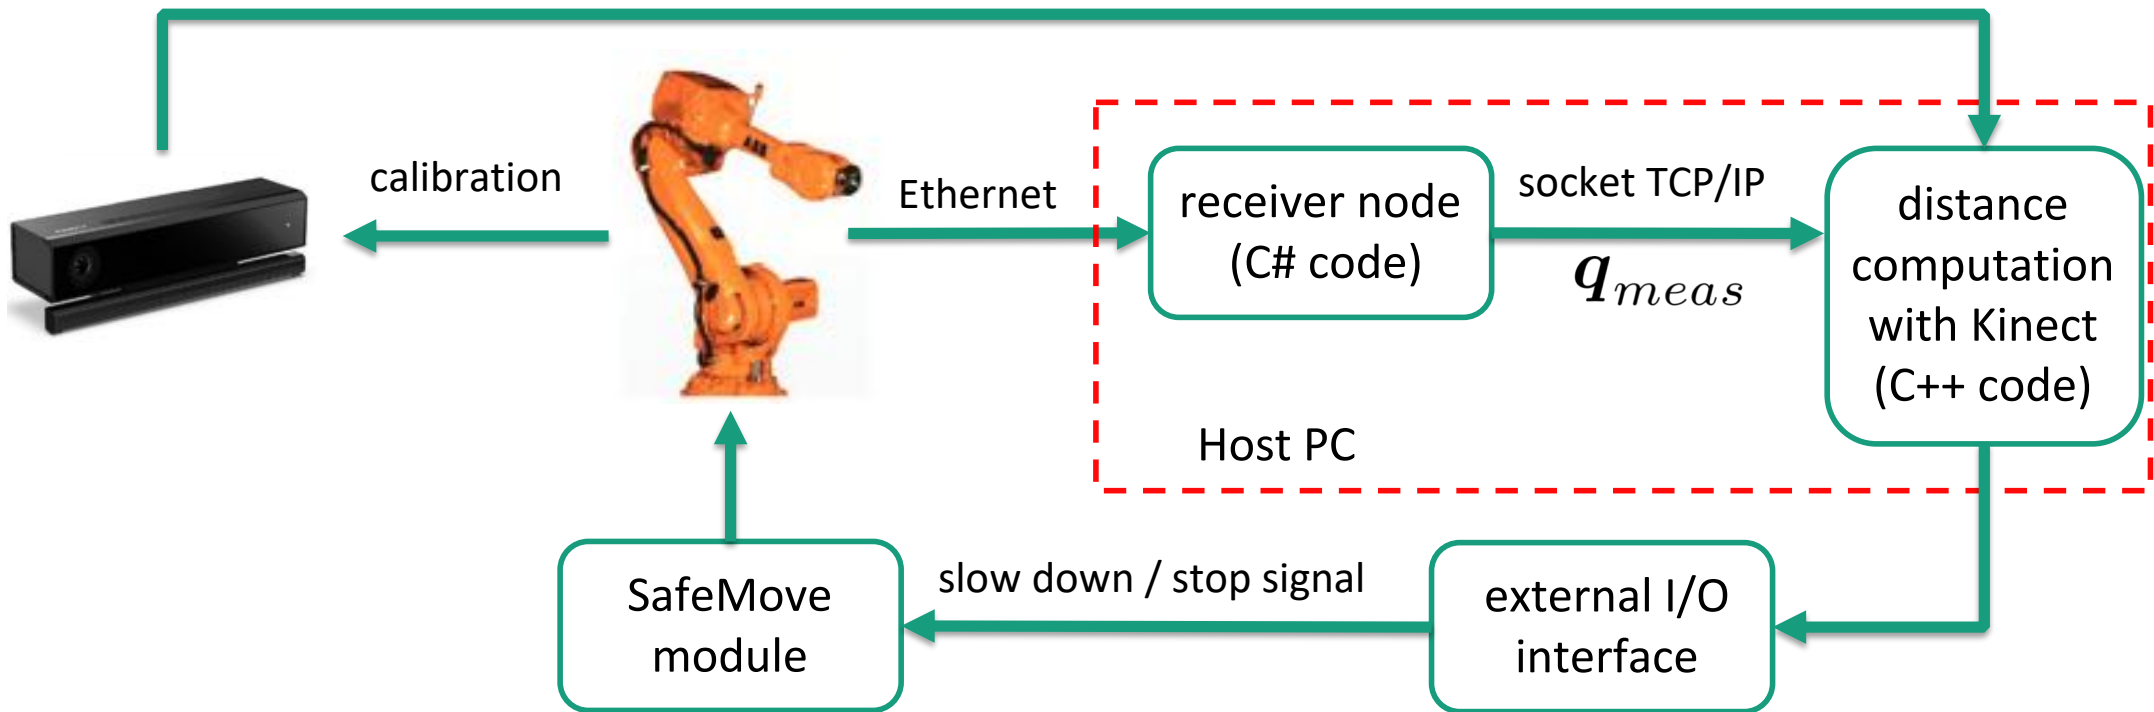 calibration
Ethernet
receiver node
(C# code)
socket TCP/IP
q_meas
distance
computation
with Kinect
(C++ code)
Host PC
SafeMove
module
slow down / stop signal
external I/O
interface
ABB